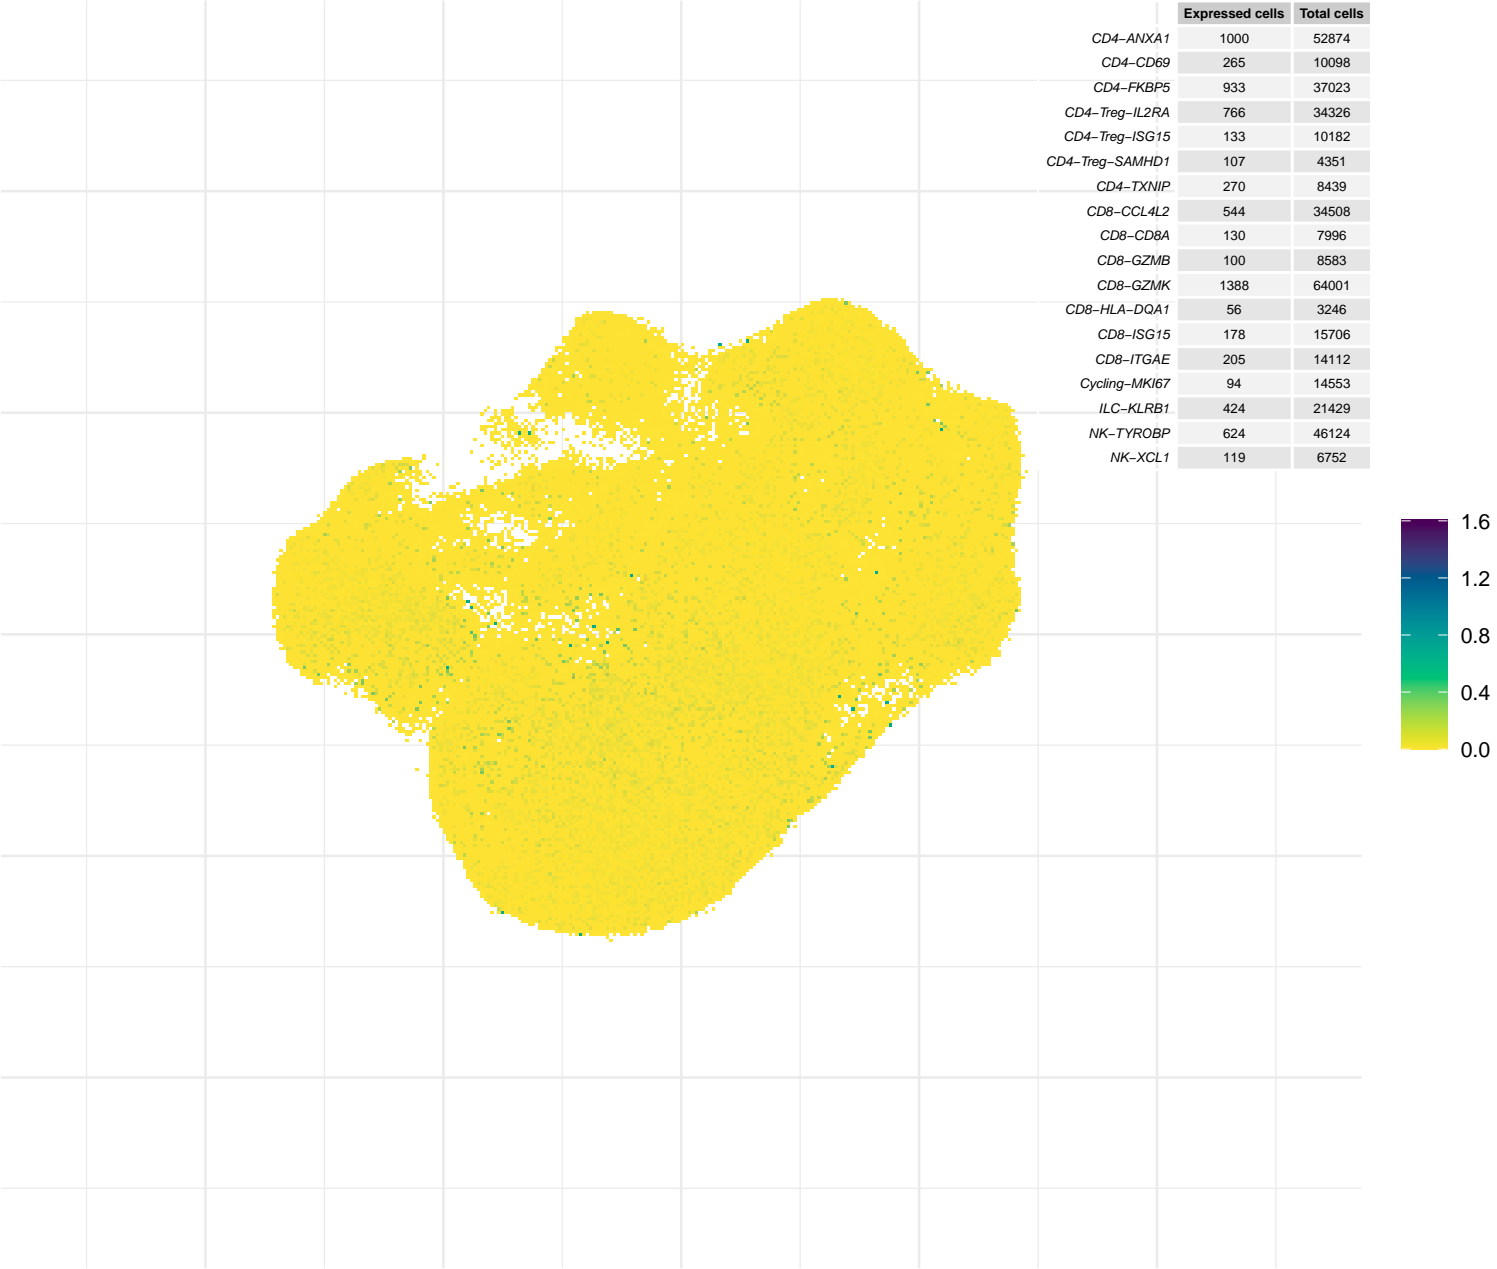 Expressed cells Total cells
CD4−ANXA1 1000 52874
CD4−CD69 265 10098
CD4−FKBP5 933 37023
CD4−Treg−IL2RA 766 34326
CD4−Treg−ISG15 133 10182
CD4−Treg−SAMHD1 107 4351
CD4−TXNIP 270 8439
CD8−CCL4L2 544 34508
CD8−CD8A 130 7996
CD8−GZMB 100 8583
CD8−GZMK 1388 64001
CD8−HLA−DQA1 56 3246
CD8−ISG15 178 15706
CD8−ITGAE 205 14112
Cycling−MKI67 94 14553
ILC−KLRB1 424 21429
NK−TYROBP 624 46124
NK−XCL1 119 6752
1.6
1.2
0.8
0.4
0.0